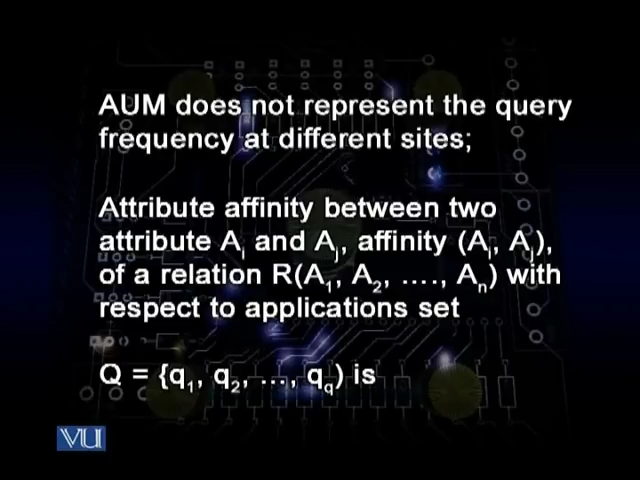 AUM does not represent the query
frequency at different sites;
Attribute affinity between two
attribute Aᵢ and Aⱼ, affinity (Aᵢ, Aⱼ),
of a relation R(A₁, A₂, ...., Aₙ) with
respect to applications set
Q = {q₁, q₂, ..., q_q) is
VU